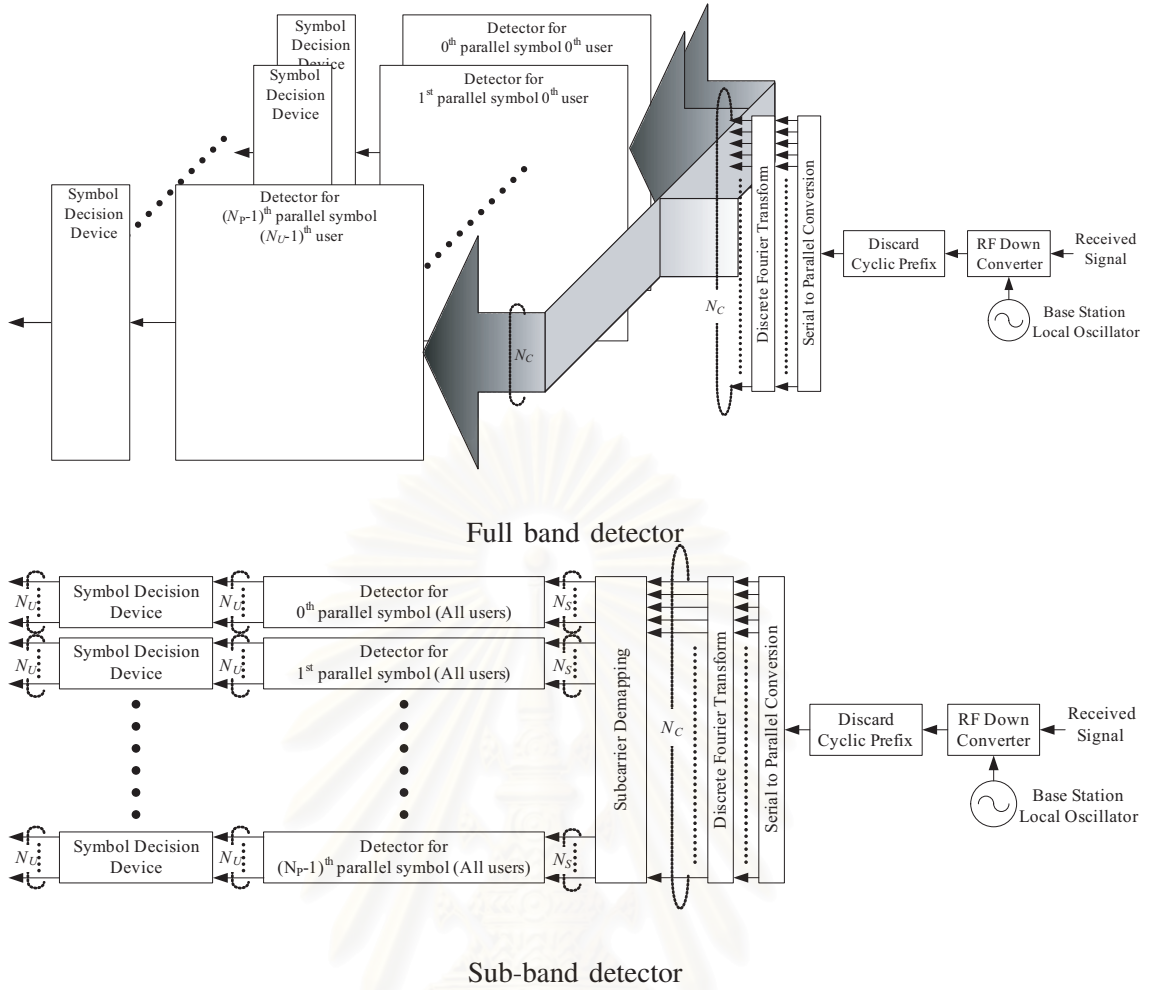 Symbol
Decision
Device
Detector for
0th parallel symbol 0th user
Symbol
Decision
Device
Detector for
1st parallel symbol 0th user
Symbol
Decision
Device
Detector for
(NP-1)th parallel symbol
(NU-1)th user
NC
NC
Discrete Fourier Transform
Serial to Parallel Conversion
Discard
Cyclic Prefix
RF Down
Converter
Received
Signal
Base Station
Local Oscillator
Full band detector
NU
Symbol Decision
Device
NU
Detector for
0th parallel symbol (All users)
NS
NU
Symbol Decision
Device
NU
Detector for
1st parallel symbol (All users)
NS
NU
Symbol Decision
Device
NU
Detector for
(NP-1)th parallel symbol (All users)
NS
Subcarrier Demapping
NC
Discrete Fourier Transform
Serial to Parallel Conversion
Discard
Cyclic Prefix
RF Down
Converter
Received
Signal
Base Station
Local Oscillator
Sub-band detector